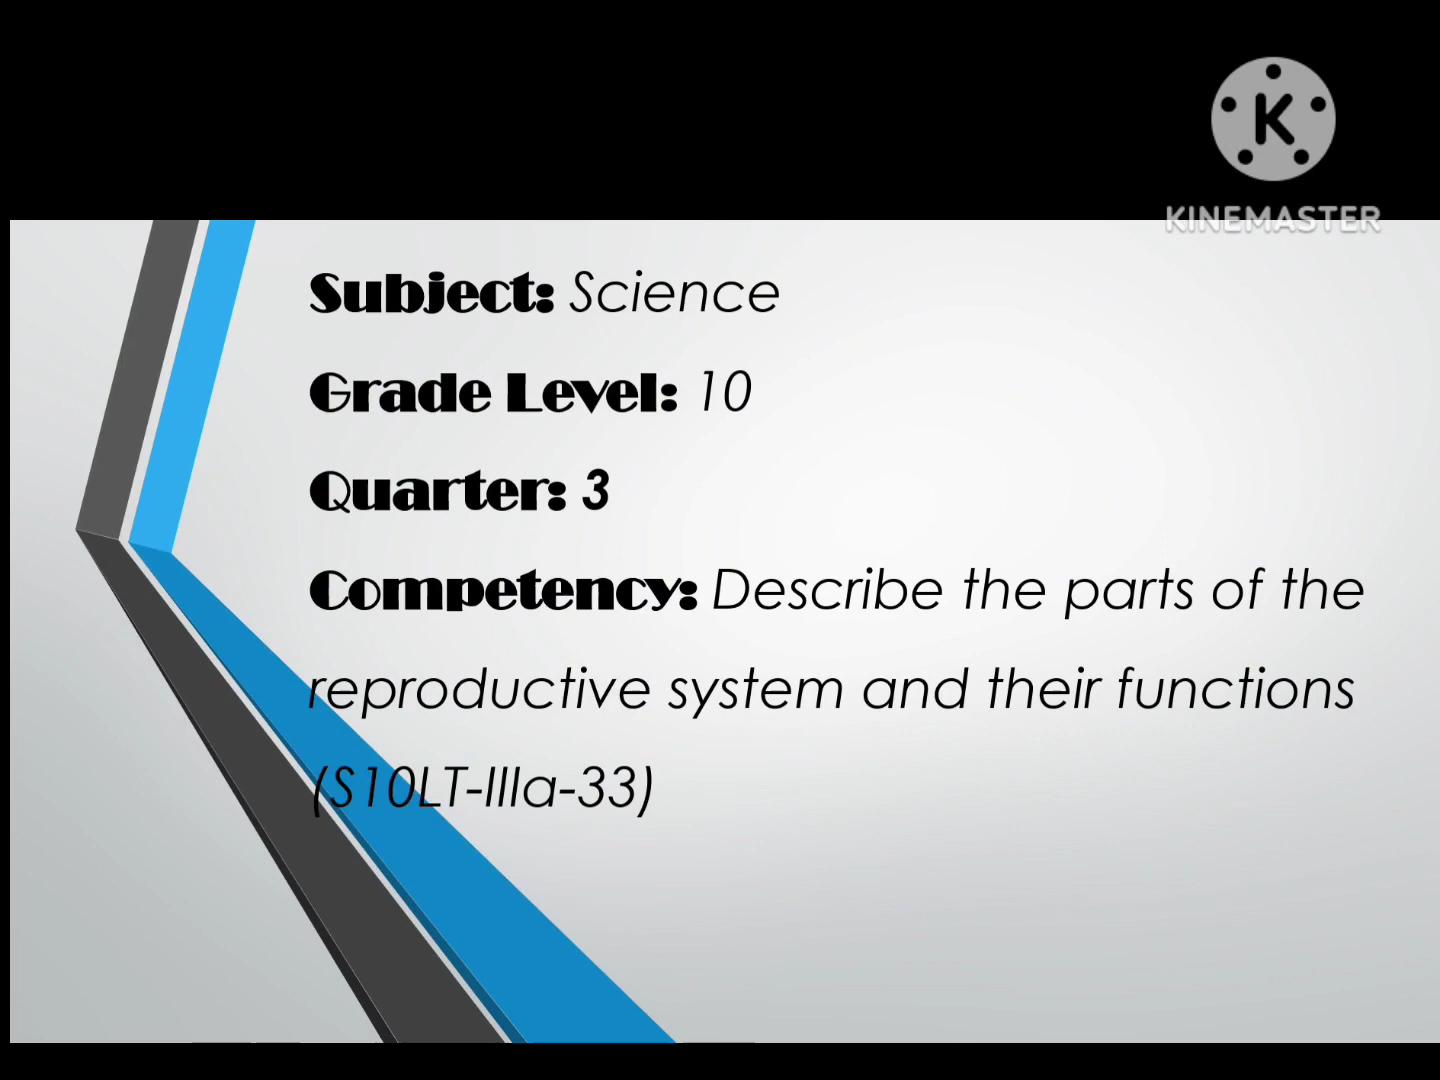 K
KINEMASTER
Subject: Science
Grade Level: 10
Quarter: 3
Competency: Describe the parts of the
reproductive system and their functions
(S10LT-IIIa-33)